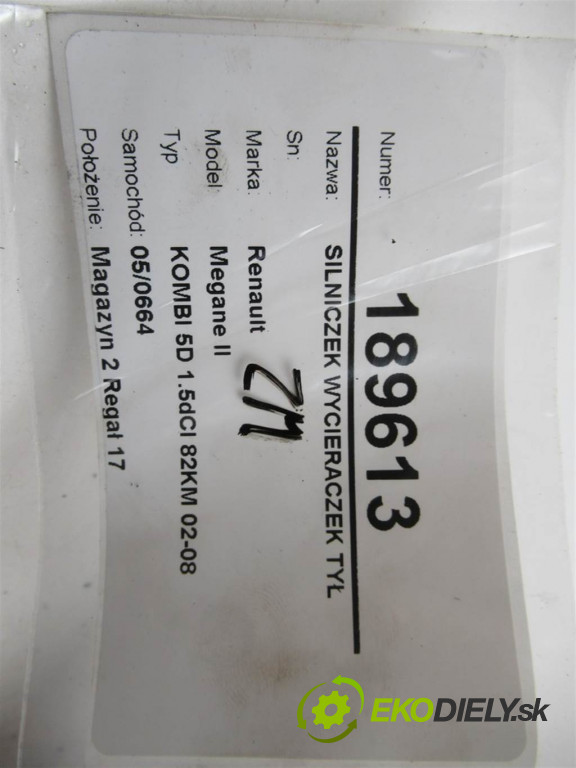 Numer: 189613
Nazwa: SILNICZEK WYCIERACZEK TYŁ
Sn:
Marka: Renault ZM
Model: Megane II
Typ KOMBI 5D 1.5dCI 82KM 02-08
Samochód: 05/0664
Położenie: Magazyn 2 Regał 17
EKODIELY.sk